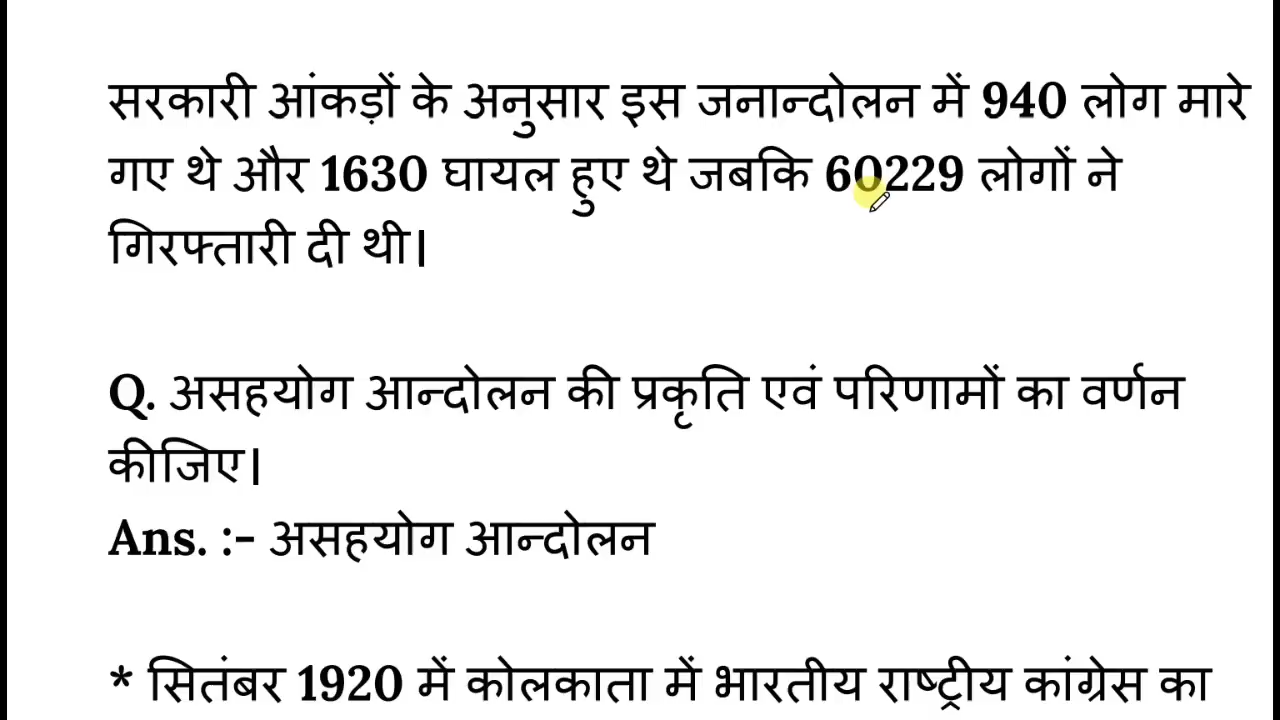 सरकारी आंकड़ों के अनुसार इस जनान्दोलन में 940 लोग मारे
गए थे और 1630 घायल हुए थे जबकि 60229 लोगों ने
गिरफ्तारी दी थी।
Q. असहयोग आन्दोलन की प्रकृति एवं परिणामों का वर्णन
कीजिए।
Ans. :- असहयोग आन्दोलन
* सितंबर 1920 में कोलकाता में भारतीय राष्ट्रीय कांग्रेस का